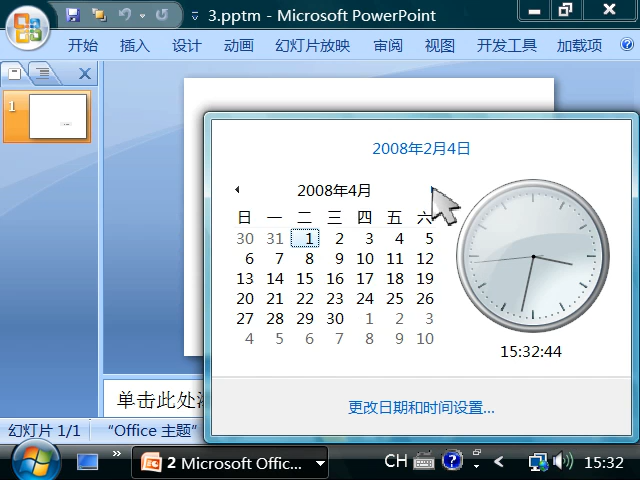 3.pptm - Microsoft PowerPoint
开始 插入 设计 动画 幻灯片放映 审阅 视图 开发工具 加载项
1
2008年2月4日
2008年4月
日 一 二 三 四 五 六
30 31 1 2 3 4 5
6 7 8 9 10 11 12
13 14 15 16 17 18 19
20 21 22 23 24 25 26
27 28 29 30 1 2 3
4 5 6 7 8 9 10
15:32:44
更改日期和时间设置...
单击此处
幻灯片 1/1 “Office 主题”
2 Microsoft Offic... CH 15:32